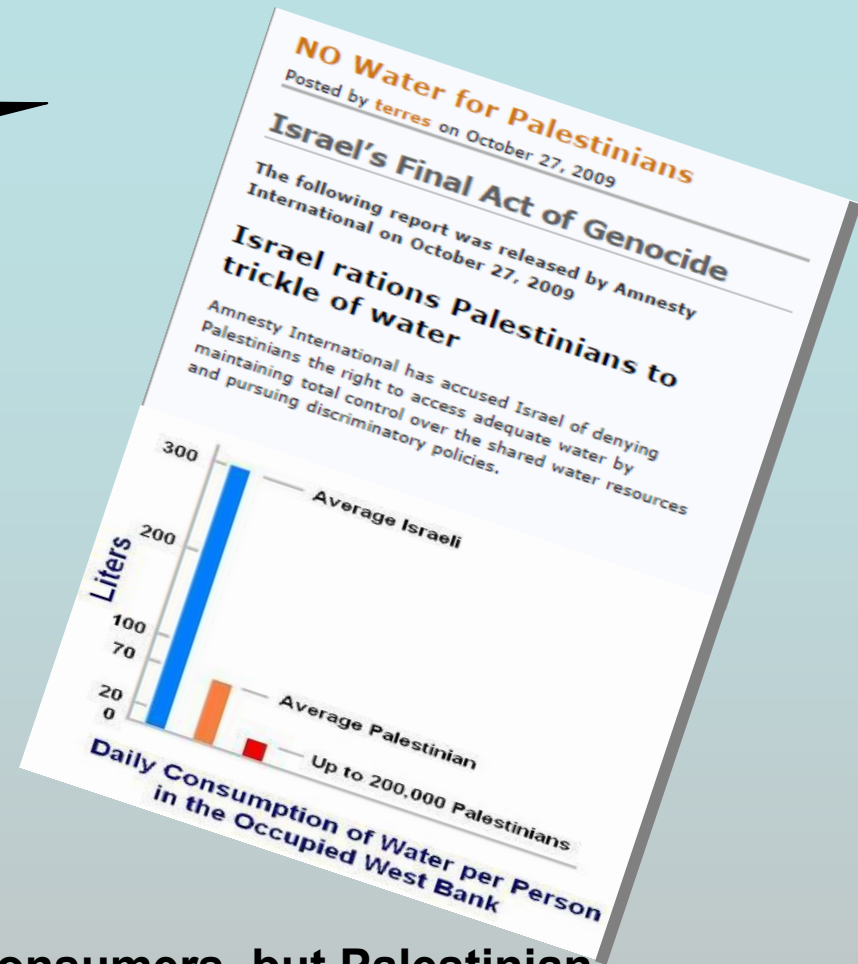 NO Water for Palestinians
Posted by terres on October 27, 2009
Israel's Final Act of Genocide
The following report was released by Amnesty
International on October 27, 2009
Israel rations Palestinians to
trickle of water
Amnesty International has accused Israel of denying
Palestinians the right to access adequate water by
maintaining total control over the shared water resources
and pursuing discriminatory policies.
300
Average Israeli
200
Liters
100
70
20
0
Average Palestinian
Up to 200,000 Palestinians
Daily Consumption of Water per Person
in the Occupied West Bank
onsumers, but Palestinian